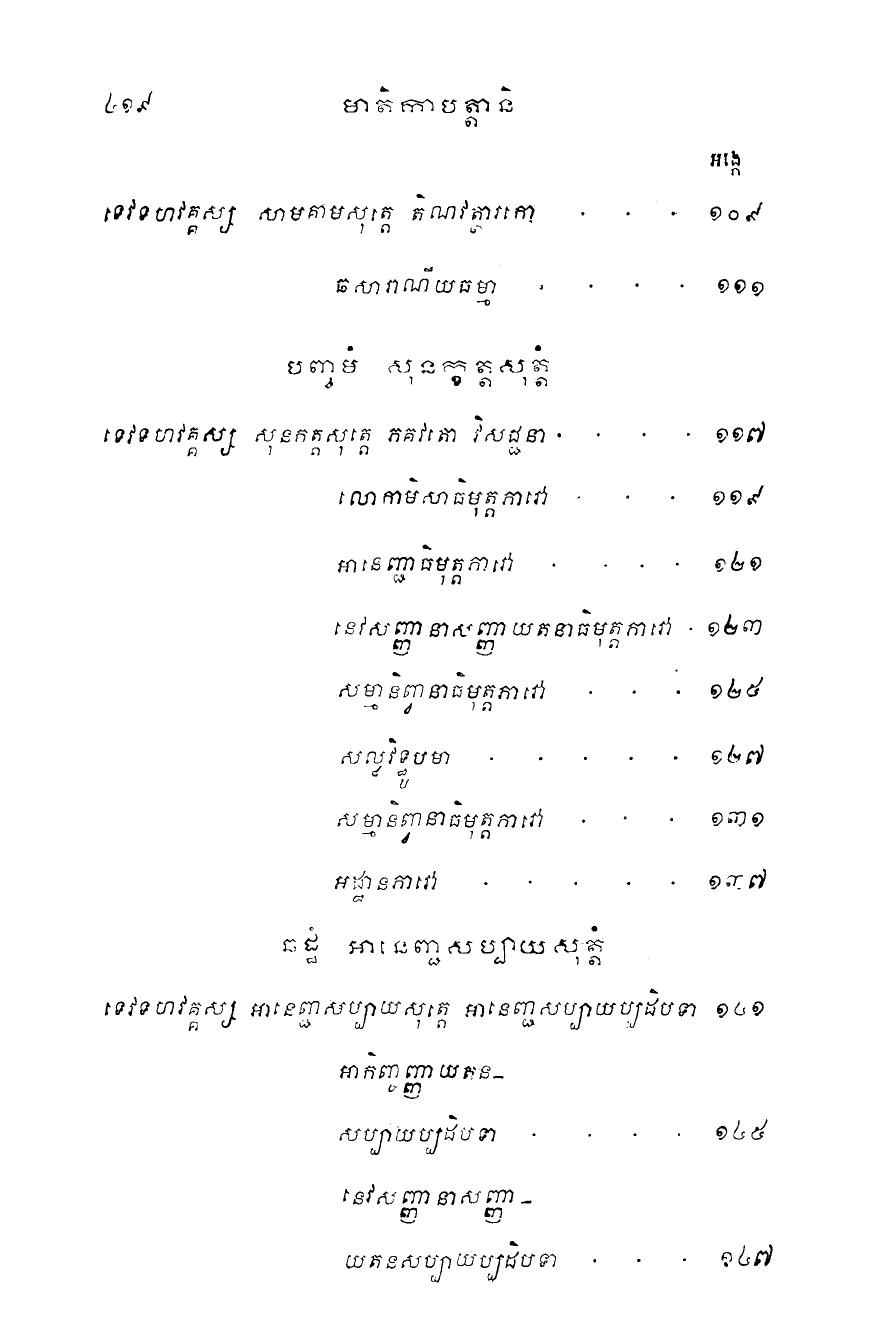 ៤១៩ មាតិកាបត្តានិ
អង្កេ
ទេវទហវគ្គស្ស សាមគាមសុត្តេ តិណវត្ថារកោ . . . ១០៩
ឆសារាណីយធម្មា . . . . ១១១
បញ្ចមំ សុនក្ខត្តសុត្តំ
ទេវទហវគ្គស្ស សុនកត្តសុត្តេ ភគវតោ វិសជ្ជនា . . . . ១១៧
លោកាមិសាធិមុត្តភាវោ . . . ១១៩
អានេញ្ជាធិមុត្តភាវោ . . . . ១២១
នេវសញ្ញានាសញ្ញាយតនាធិមុត្តភាវោ . ១២៣
សម្មានិព្វានាធិមុត្តភាវោ . . . ១២៥
សល្លវិទ្ធូបមា . . . . . ១២៧
សម្មានិព្វានាធិមុត្តភាវោ . . . ១៣១
អដ្ឋានភាវោ . . . . . ១៣៧
ឆដ្ឋំ អានេញ្ជសប្បាយសុត្តំ
ទេវទហវគ្គស្ស អានេញ្ជសប្បាយសុត្តេ អានេញ្ជសប្បាយប្បដិបទា ១៤១
អាកិញ្ចញ្ញាយតន–
សប្បាយប្បដិបទា . . . . ១៤៥
នេវសញ្ញានាសញ្ញា–
យតនសប្បាយប្បដិបទា . . . ១៤៧